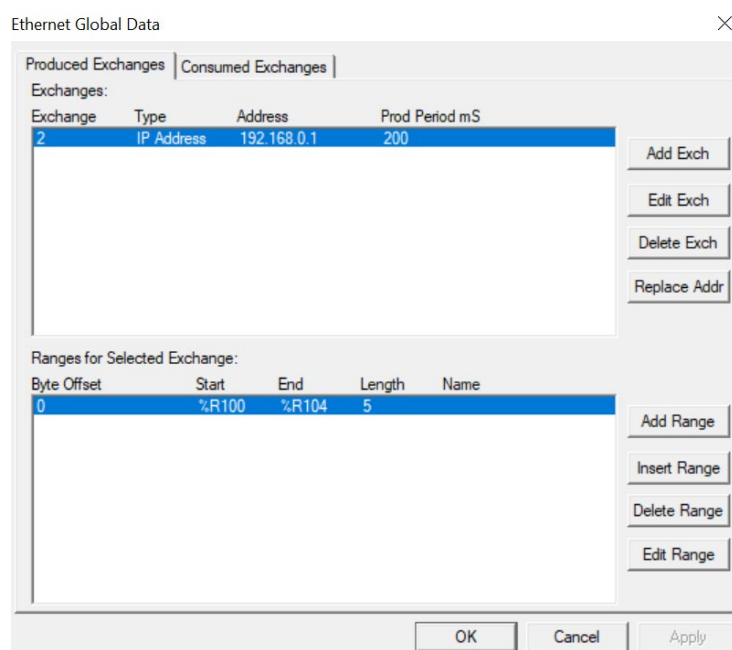 Ethernet Global Data
Produced Exchanges Consumed Exchanges
Exchanges:
Exchange Type Address Prod Period mS
2 IP Address 192.168.0.1 200
Add Exch
Edit Exch
Delete Exch
Replace Addr
Ranges for Selected Exchange:
Byte Offset Start End Length Name
0 %R100 %R104 5
Add Range
Insert Range
Delete Range
Edit Range
OK Cancel Apply